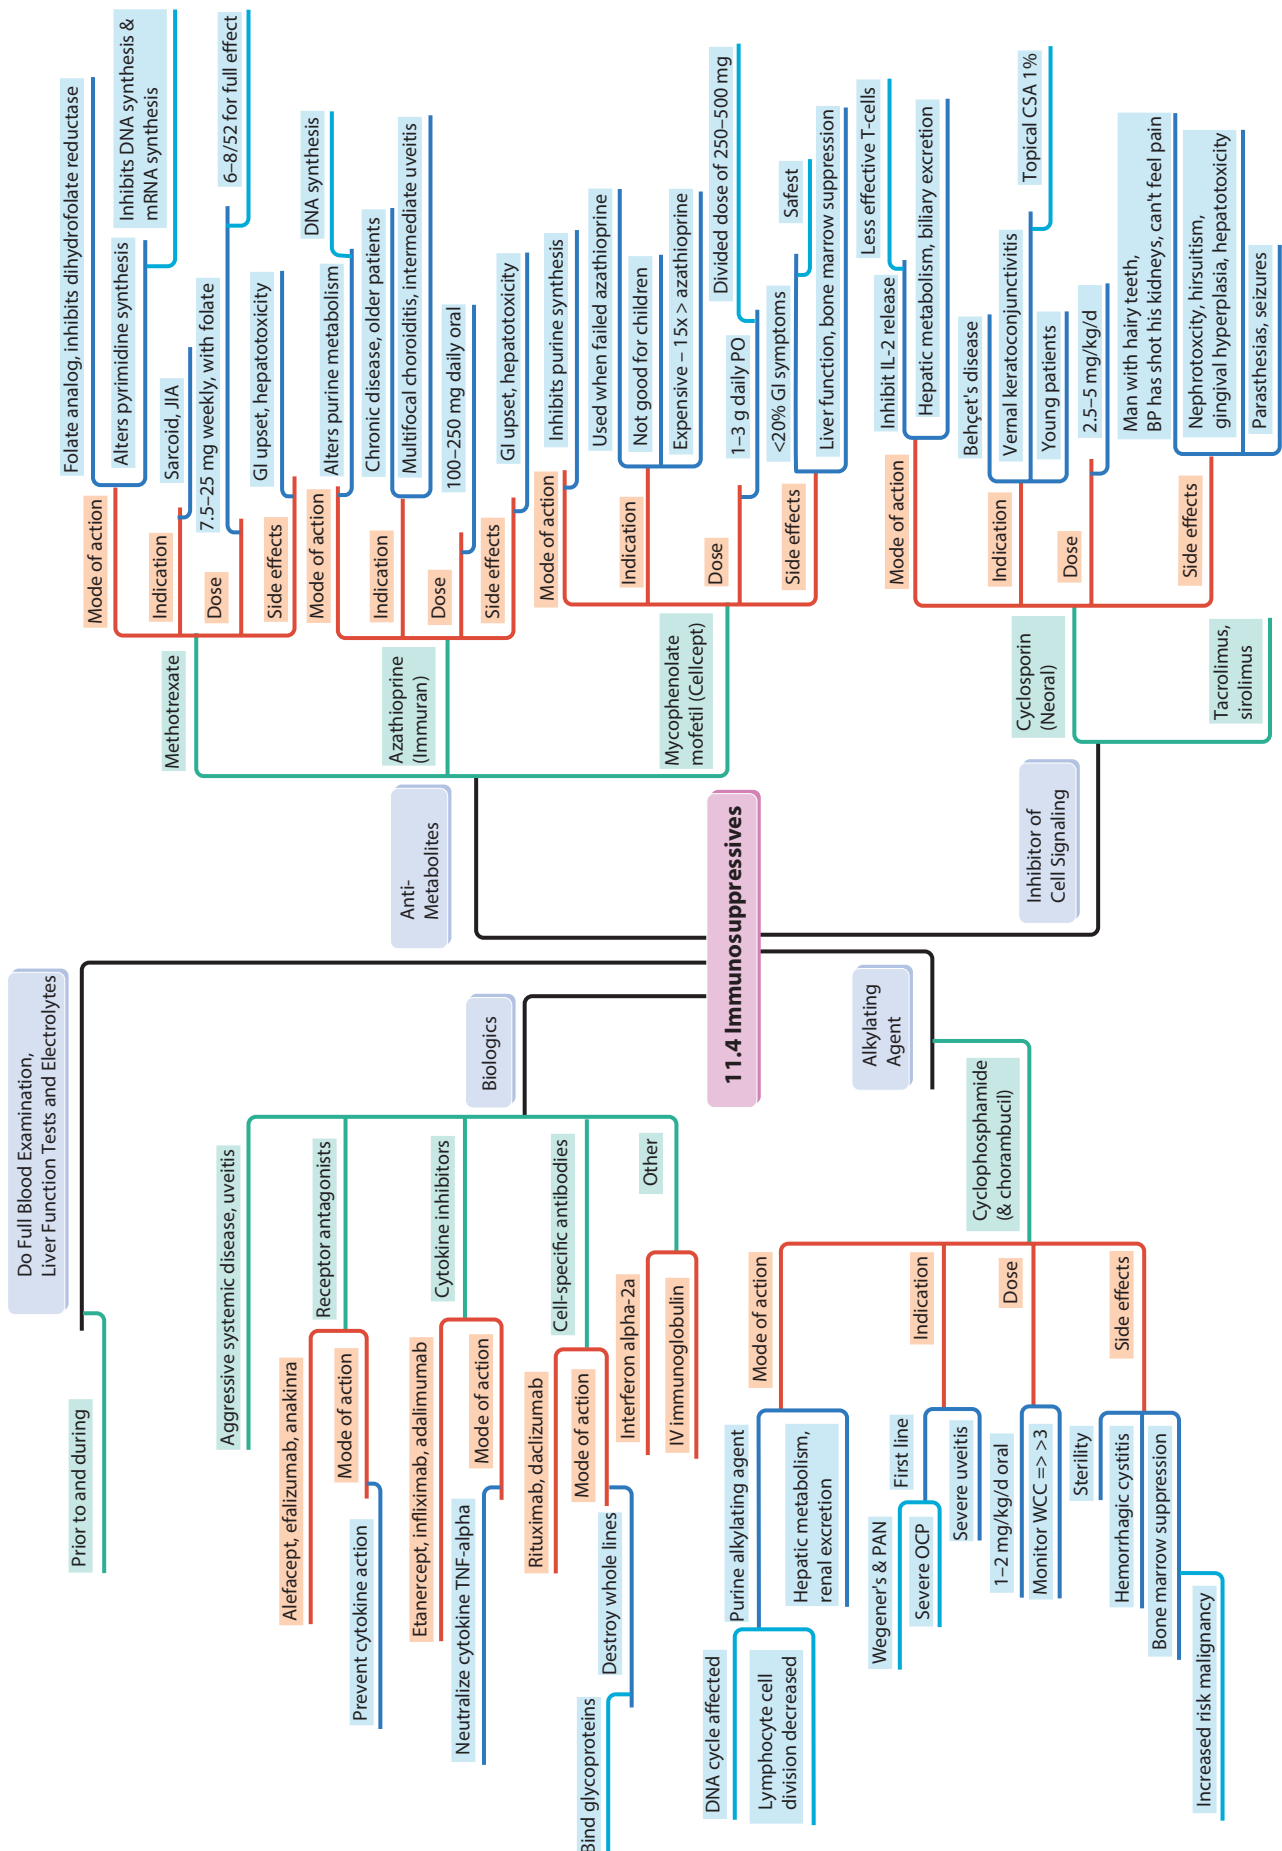 11.4 Immunosuppressives
Do Full Blood Examination,
Liver Function Tests and Electrolytes
Prior to and during
Biologics
Aggressive systemic disease, uveitis
Receptor antagonists
Alefacept, efalizumab, anakinra
Mode of action
Prevent cytokine action
Cytokine inhibitors
Etanercept, infliximab, adalimumab
Mode of action
Neutralize cytokine TNF-alpha
Cell-specific antibodies
Rituximab, daclizumab
Mode of action
Destroy whole lines
Bind glycoproteins
Other
Interferon alpha-2a
IV immunoglobulin
Alkylating
Agent
Cyclophosphamide
(& chorambucil)
Mode of action
Purine alkylating agent
DNA cycle affected
Lymphocyte cell
division decreased
Hepatic metabolism,
renal excretion
Indication
First line
Wegener's & PAN
Severe OCP
Severe uveitis
Dose
1–2 mg/kg/d oral
Monitor WCC => >3
Side effects
Sterility
Hemorrhagic cystitis
Bone marrow suppression
Increased risk malignancy
Anti-
Metabolites
Methotrexate
Mode of action
Folate analog, inhibits dihydrofolate reductase
Alters pyrimidine synthesis
Inhibits DNA synthesis &
mRNA synthesis
Indication
Sarcoid, JIA
Dose
7.5–25 mg weekly, with folate
6–8/52 for full effect
Side effects
GI upset, hepatotoxicity
Azathioprine
(Immuran)
Mode of action
Alters purine metabolism
DNA synthesis
Indication
Chronic disease, older patients
Multifocal choroiditis, intermediate uveitis
Dose
100–250 mg daily oral
Side effects
GI upset, hepatotoxicity
Mycophenolate
mofetil (Cellcept)
Mode of action
Inhibits purine synthesis
Indication
Used when failed azathioprine
Not good for children
Expensive – 15x > azathioprine
Dose
1–3 g daily PO
Divided dose of 250–500 mg
Side effects
<20% GI symptoms
Safest
Liver function, bone marrow suppression
Inhibitor of
Cell Signaling
Cyclosporin
(Neoral)
Mode of action
Inhibit IL-2 release
Less effective T-cells
Hepatic metabolism, biliary excretion
Indication
Behçet's disease
Vernal keratoconjunctivitis
Topical CSA 1%
Young patients
Dose
2.5–5 mg/kg/d
Side effects
Man with hairy teeth,
BP has shot his kidneys, can't feel pain
Nephrotoxicity, hirsuitism,
gingival hyperplasia, hepatotoxicity
Parasthesias, seizures
Tacrolimus,
sirolimus